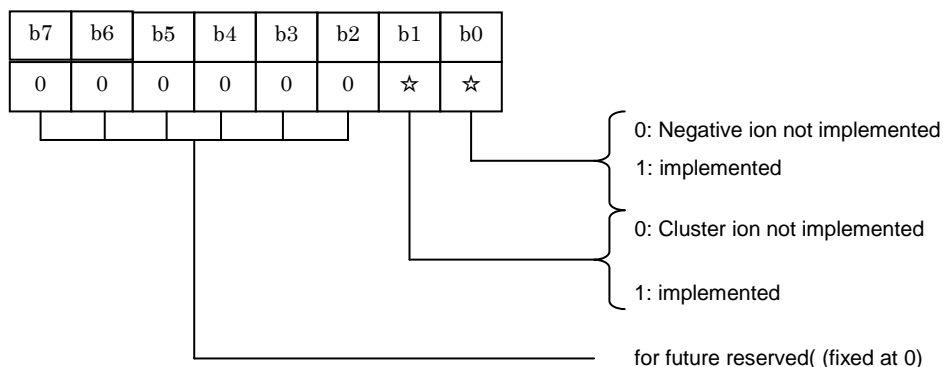 b7 b6 b5 b4 b3 b2 b1 b0
0 0 0 0 0 0 ☆ ☆
0: Negative ion not implemented
1: implemented
0: Cluster ion not implemented
1: implemented
for future reserved( (fixed at 0)